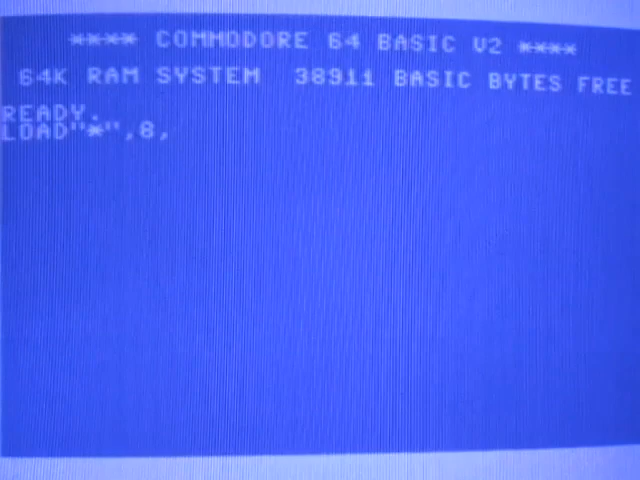 **** COMMODORE 64 BASIC V2 ****
64K RAM SYSTEM  38911 BASIC BYTES FREE
READY.
LOAD"*",8,